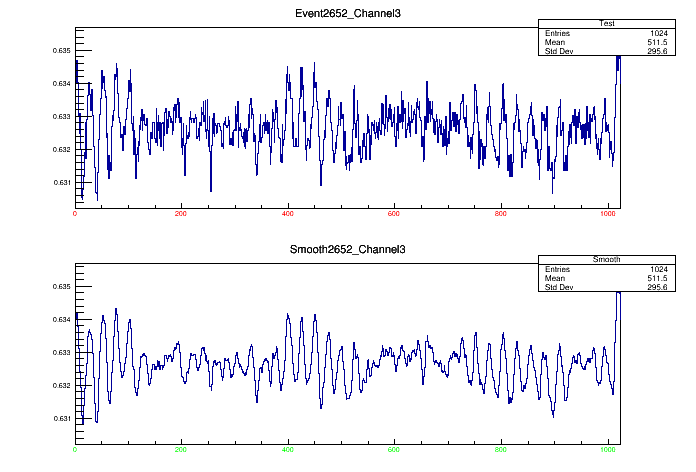 Event2652_Channel3
Test
Entries 1024
Mean 511.5
Std Dev 295.6
0.635
0.634
0.633
0.632
0.631
0 200 400 600 800 1000
Smooth2652_Channel3
Smooth
Entries 1024
Mean 511.5
Std Dev 295.6
0.635
0.634
0.633
0.632
0.631
0 200 400 600 800 1000